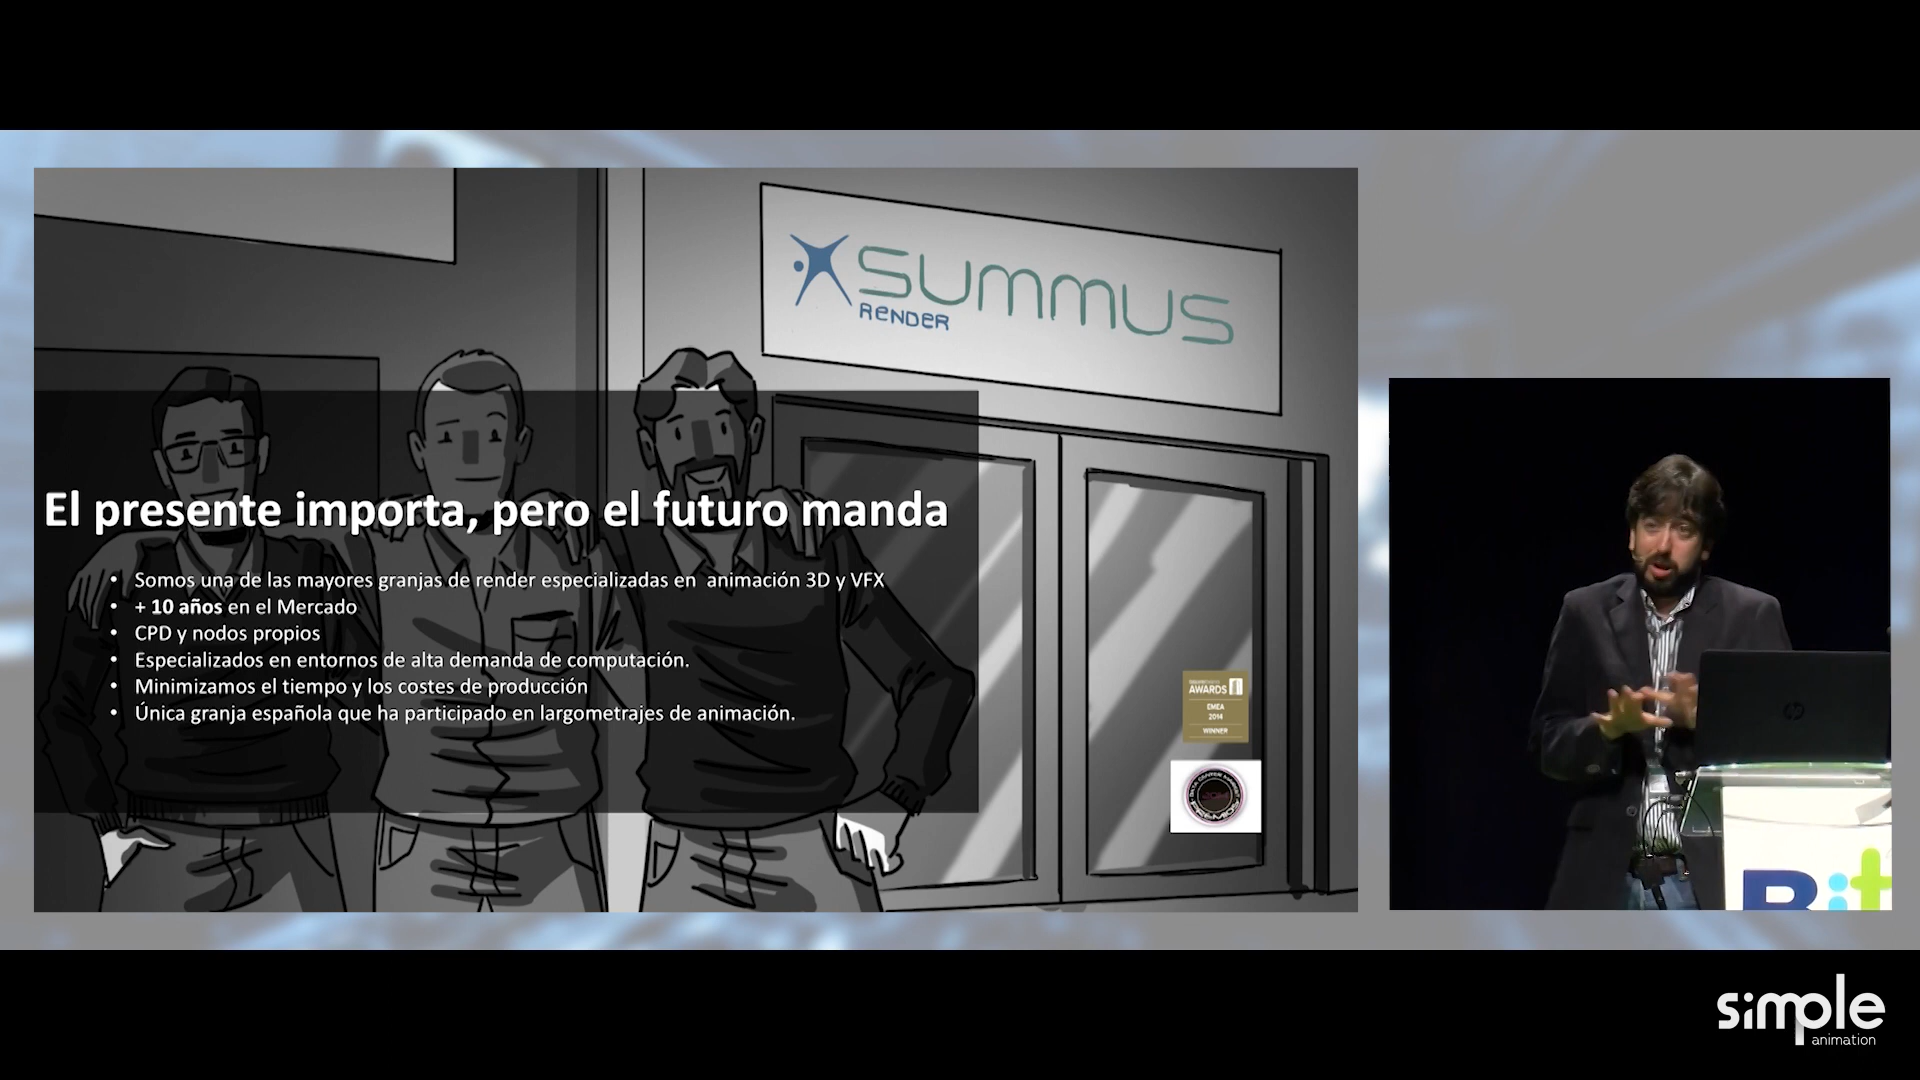 SUMMUS
RENDER
El presente importa, pero el futuro manda
• Somos una de las mayores granjas de render especializadas en animación 3D y VFX
• + 10 años en el Mercado
• CPD y nodos propios
• Especializados en entornos de alta demanda de computación.
• Minimizamos el tiempo y los costes de producción
• Única granja española que ha participado en largometrajes de animación.
AWARDS
EMEA
2014
WINNER
hp
Bit
simple
animation